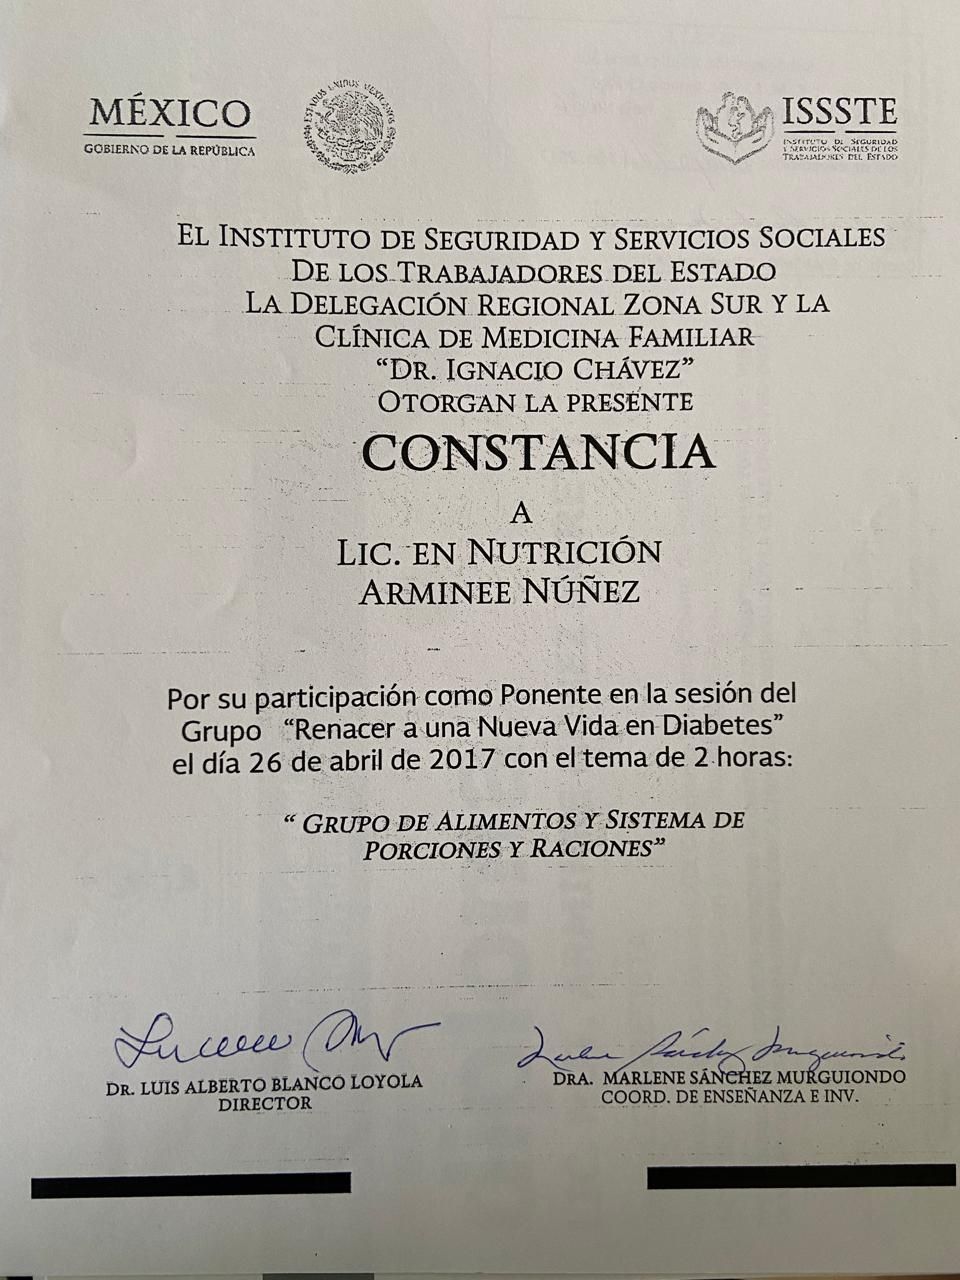 MÉXICO
GOBIERNO DE LA REPÚBLICA
ESTADOS UNIDOS MEXICANOS
ISSSTE
INSTITUTO DE SEGURIDAD
Y SERVICIOS SOCIALES DE LOS
TRABAJADORES DEL ESTADO
EL INSTITUTO DE SEGURIDAD Y SERVICIOS SOCIALES
DE LOS TRABAJADORES DEL ESTADO
LA DELEGACIÓN REGIONAL ZONA SUR Y LA
CLÍNICA DE MEDICINA FAMILIAR
“DR. IGNACIO CHÁVEZ”
OTORGAN LA PRESENTE
CONSTANCIA
A
LIC. EN NUTRICIÓN
ARMINEE NÚÑEZ
Por su participación como Ponente en la sesión del
Grupo “Renacer a una Nueva Vida en Diabetes”
el día 26 de abril de 2017 con el tema de 2 horas:
“ GRUPO DE ALIMENTOS Y SISTEMA DE
PORCIONES Y RACIONES”
DR. LUIS ALBERTO BLANCO LOYOLA
DIRECTOR
DRA. MARLENE SÁNCHEZ MURGUIONDO
COORD. DE ENSEÑANZA E INV.